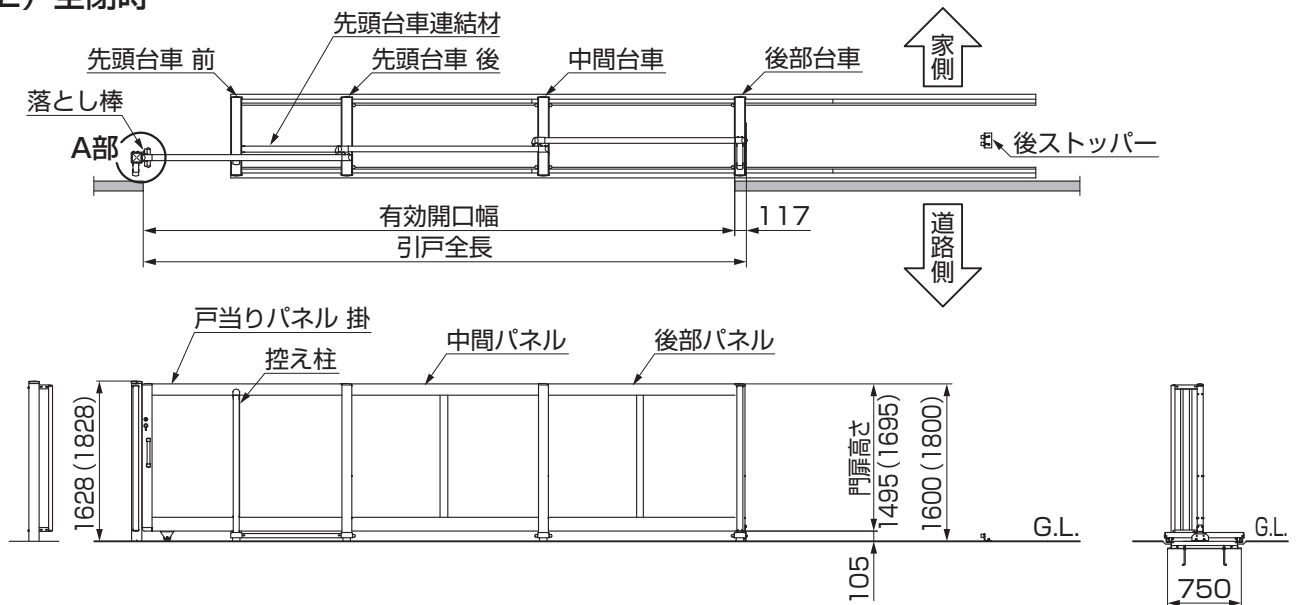 全閉時
先頭台車連結材
先頭台車 前
先頭台車 後
中間台車
後部台車
家側
落とし棒
A部
後ストッパー
有効開口幅
117
引戸全長
道路側
戸当りパネル 掛
控え柱
中間パネル
後部パネル
1628(1828)
門扉高さ
1495(1695)
1600(1800)
105
G.L.
G.L.
750